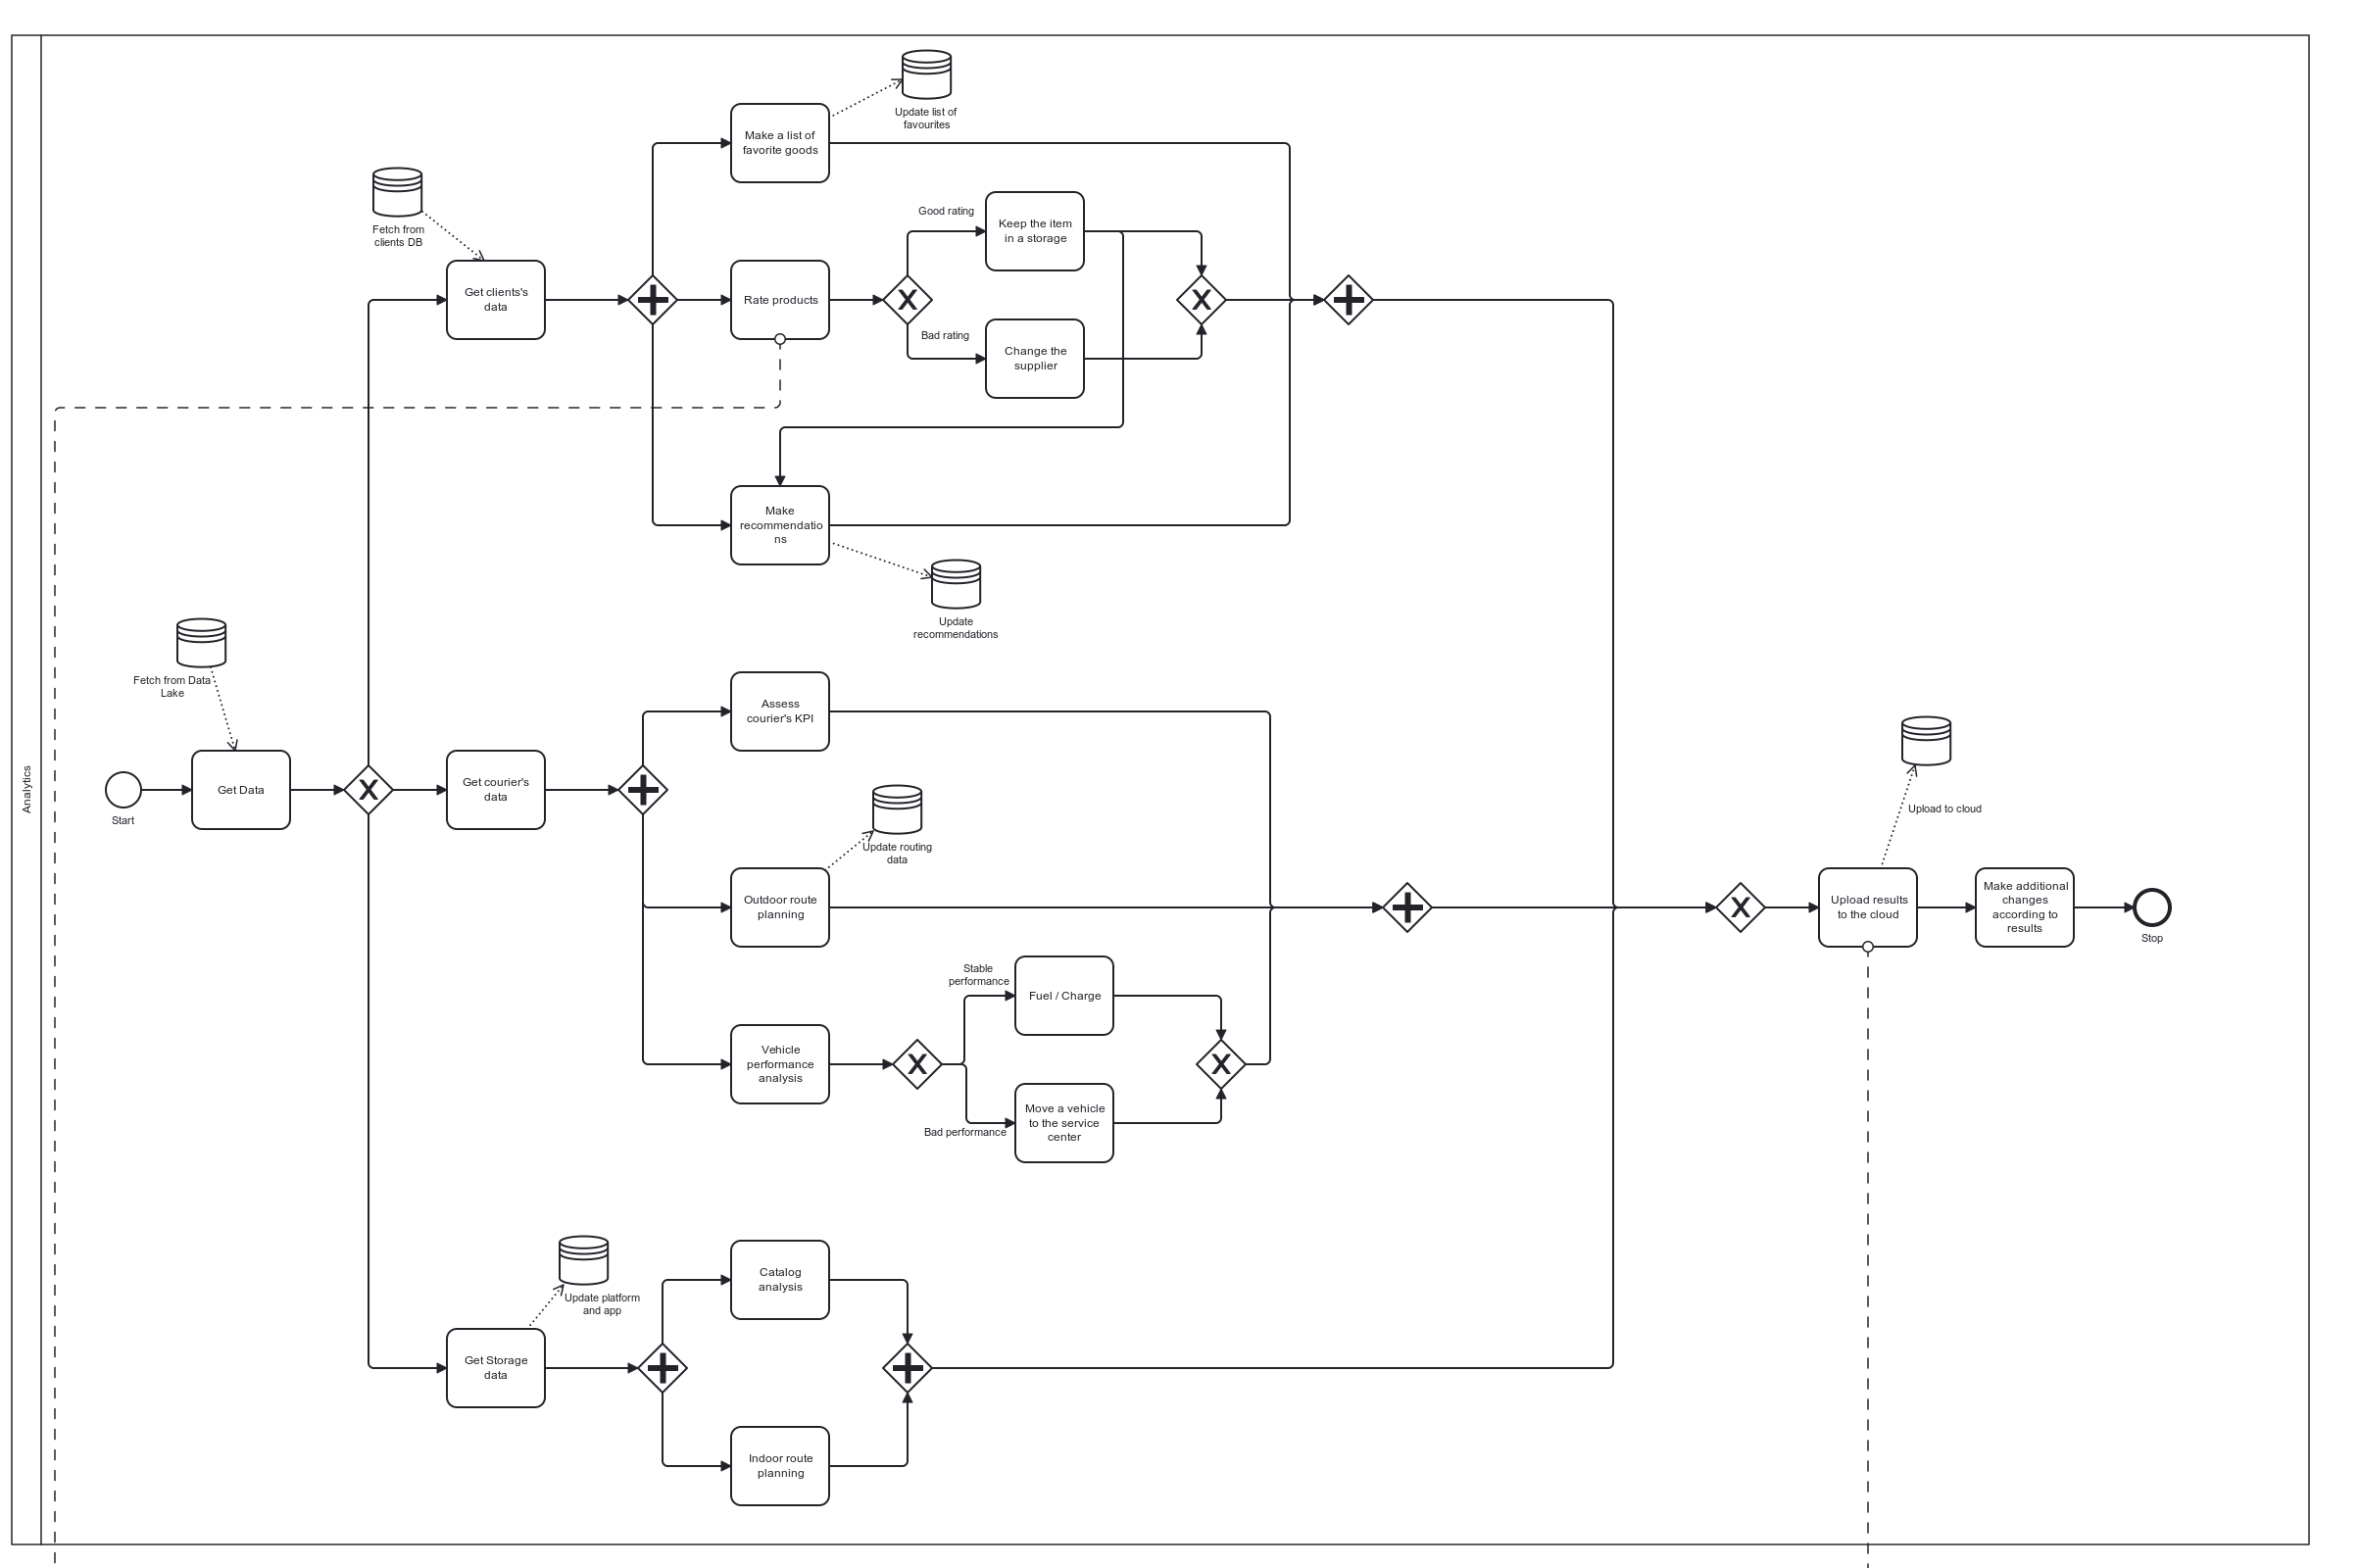 Update list of
favourites
Make a list of
favorite goods
Fetch from
clients DB
Good rating
Keep the item
in a storage
Get clients's
data
Rate products
Bad rating
Change the
supplier
Make
recommendatio
ns
Update
recommendations
Fetch from Data
Lake
Assess
courier's KPI
Analytics
Start
Get Data
Get courier's
data
Update routing
data
Outdoor route
planning
Upload to cloud
Upload results
to the cloud
Make additional
changes
according to
results
Stop
Stable
performance
Fuel / Charge
Vehicle
performance
analysis
Bad performance
Move a vehicle
to the service
center
Update platform
and app
Catalog
analysis
Get Storage
data
Indoor route
planning